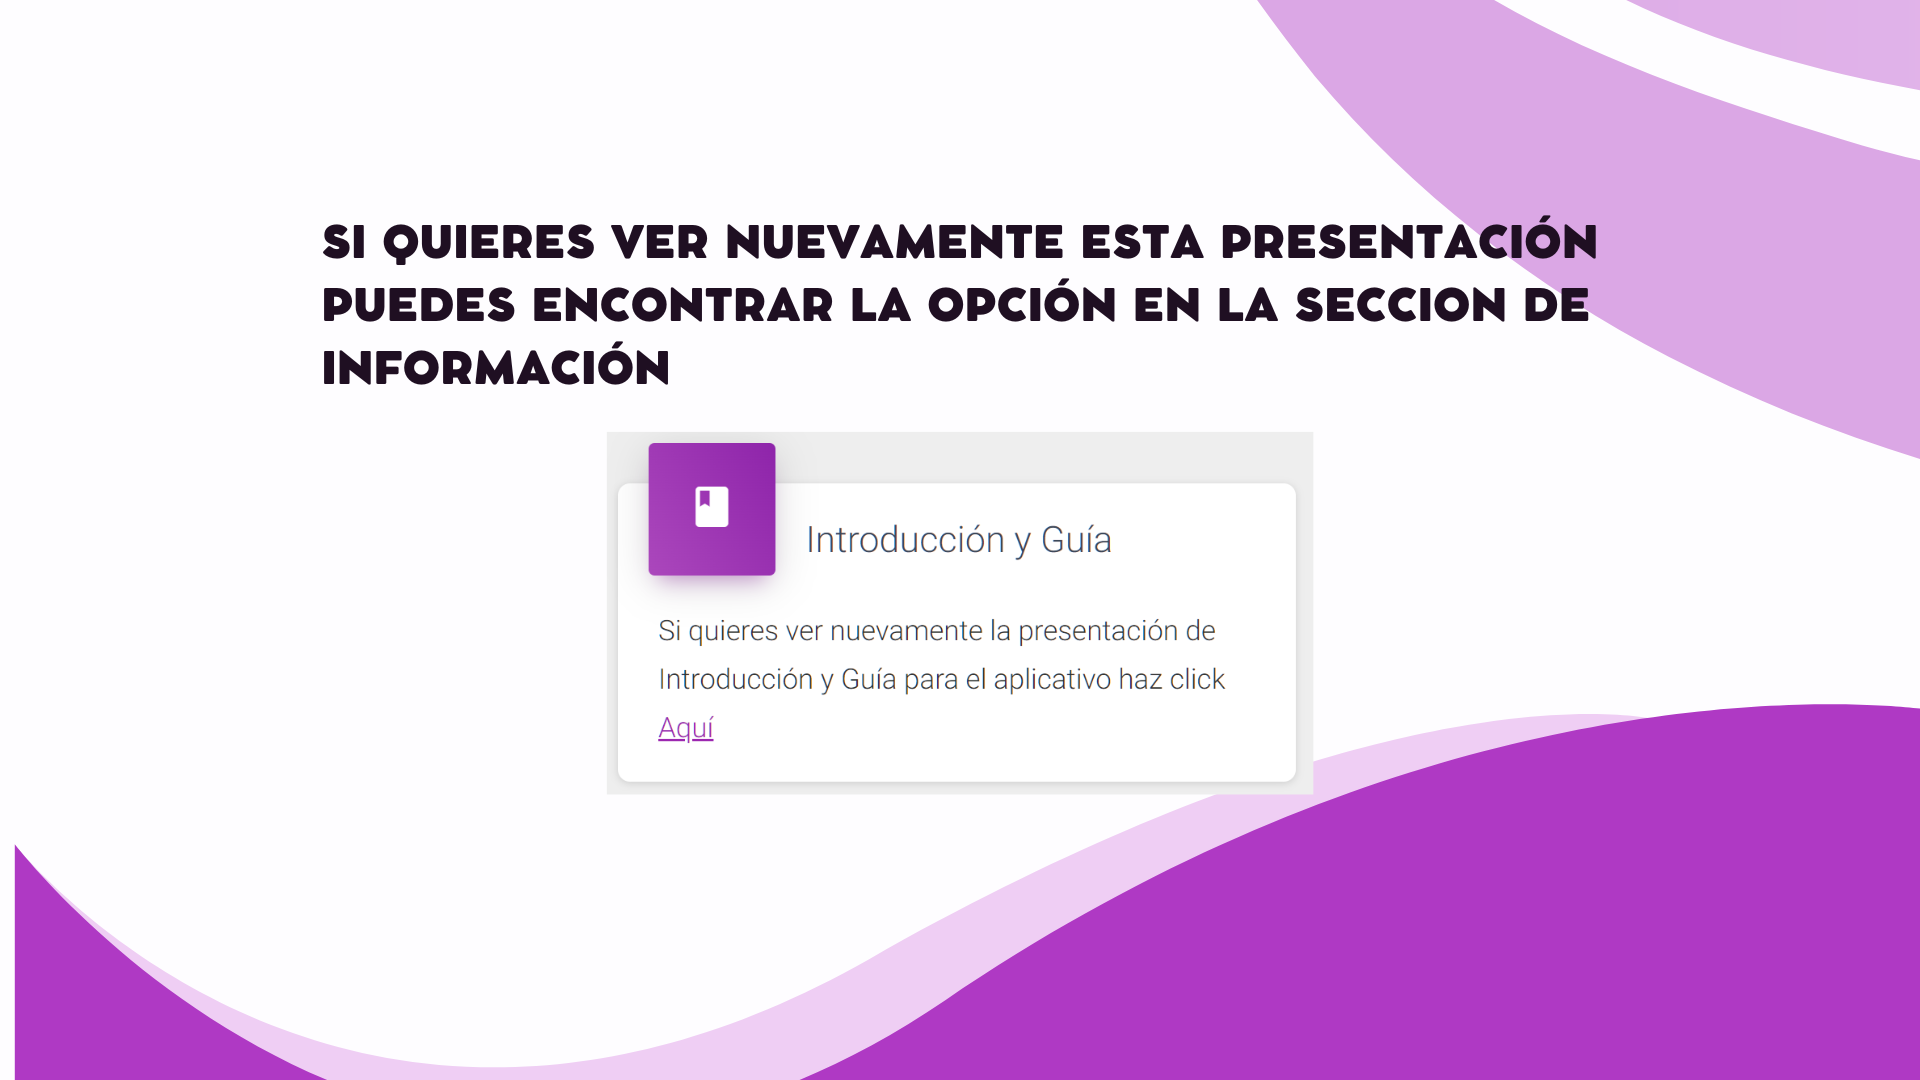 SI QUIERES VER NUEVAMENTE ESTA PRESENTACIÓN
PUEDES ENCONTRAR LA OPCIÓN EN LA SECCION DE
INFORMACIÓN
Introducción y Guía
Si quieres ver nuevamente la presentación de
Introducción y Guía para el aplicativo haz click
Aquí